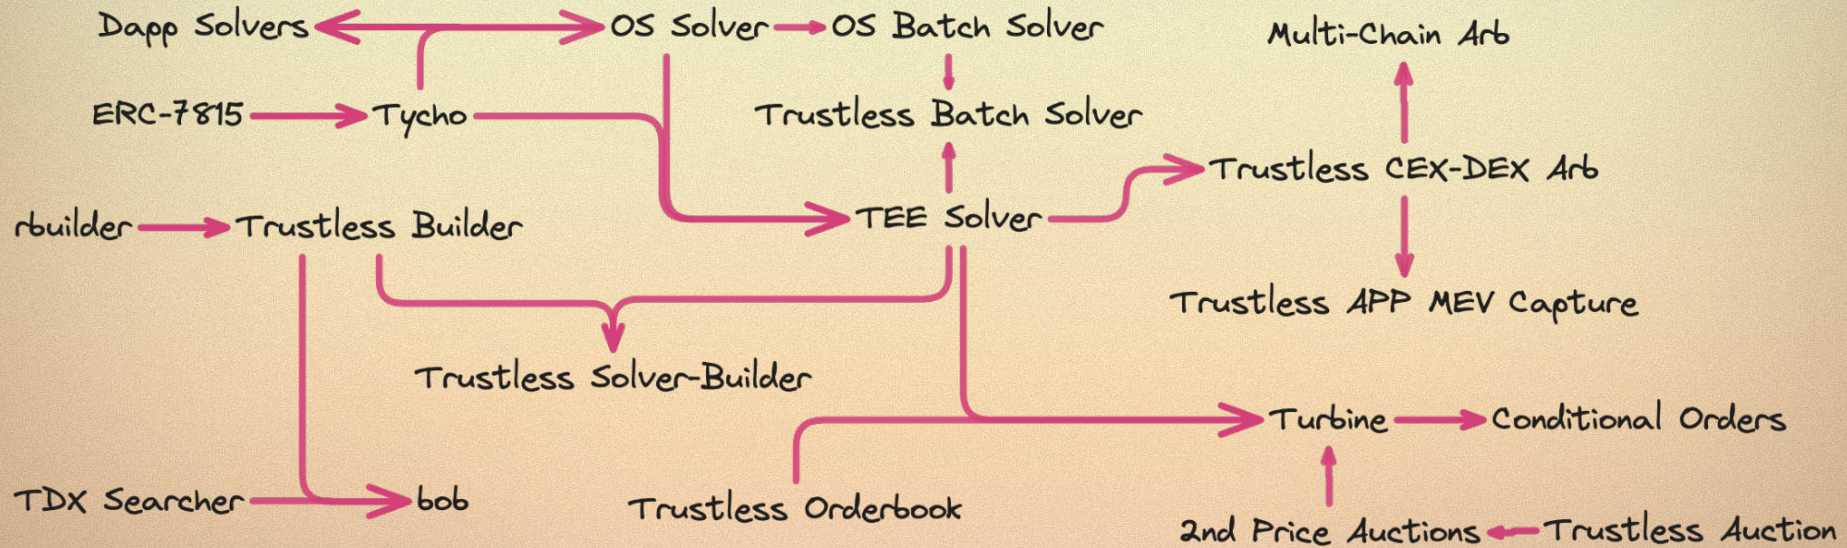 Dapp Solvers
OS Solver
OS Batch Solver
Multi-Chain Arb
ERC-7815
Tycho
Trustless Batch Solver
Trustless CEX-DEX Arb
rbuilder
Trustless Builder
TEE Solver
Trustless APP MEV Capture
Trustless Solver-Builder
Turbine
Conditional Orders
TDX Searcher
bob
Trustless Orderbook
2nd Price Auctions
Trustless Auction